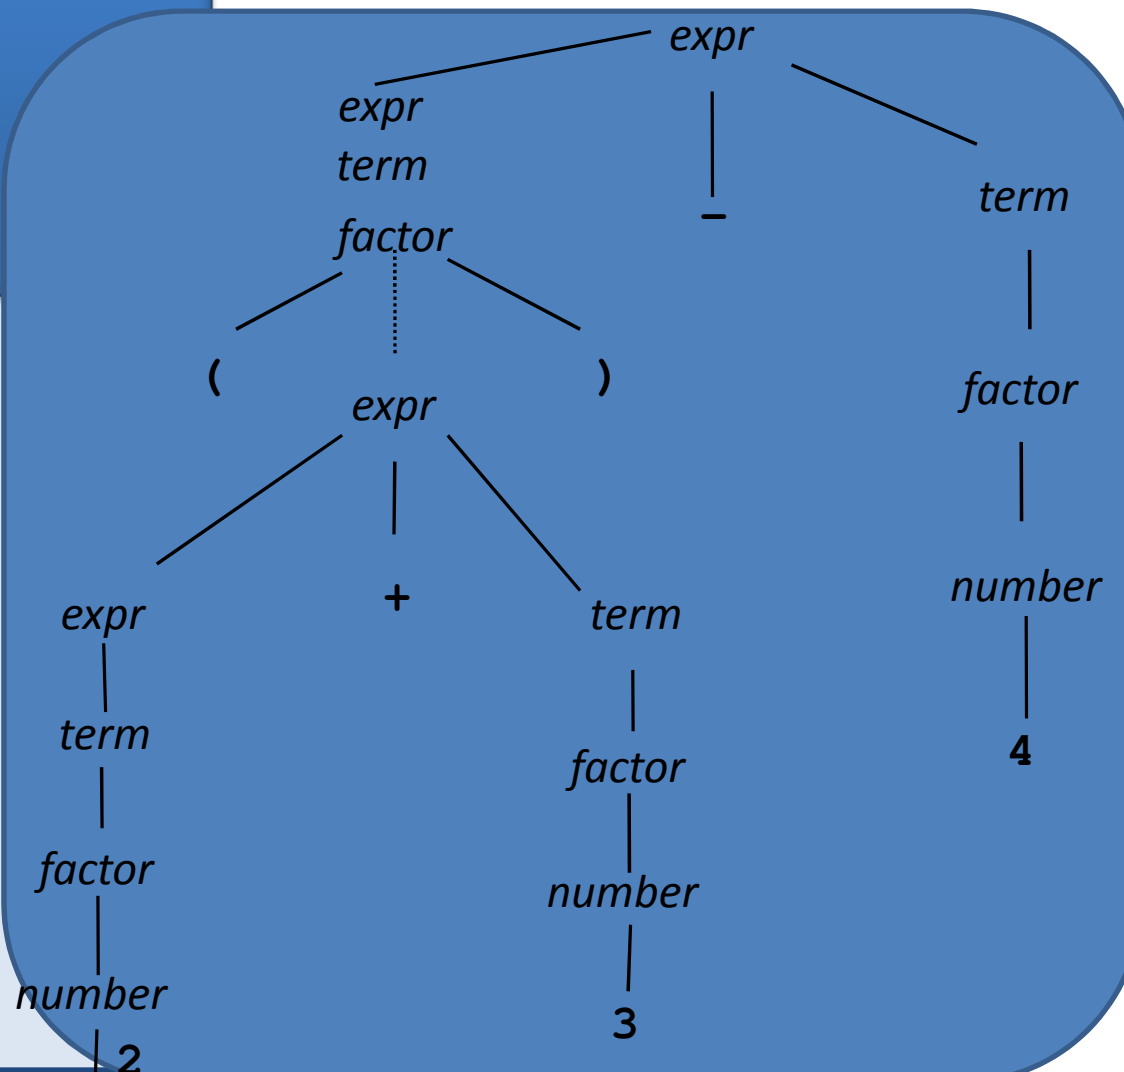 expr
expr
term
term
factor
-
( )
factor
expr
number
expr + term
term
4
factor
factor
number
number
3
2